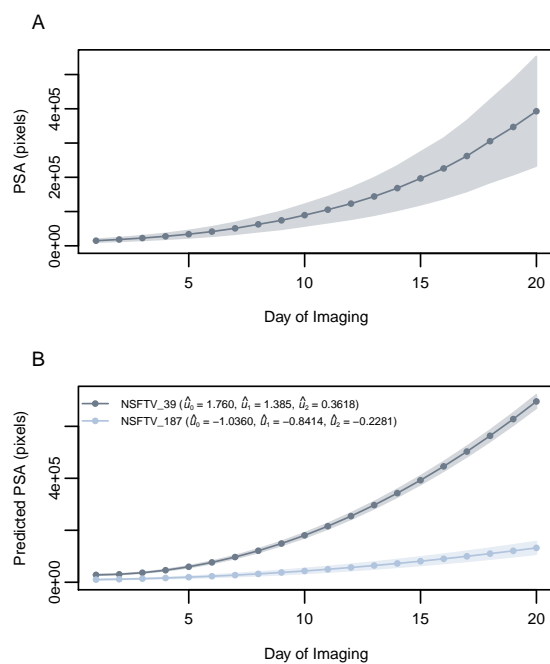 A
PSA (pixels)
0e+00 2e+05 4e+05
5 10 15 20
Day of Imaging
B
NSFTV_39 (û₀ = 1.760, û₁ = 1.385, û₂ = 0.3618)
NSFTV_187 (û₀ = −1.0360, û₁ = −0.8414, û₂ = −0.2281)
Predicted PSA (pixels)
0e+00 4e+05
5 10 15 20
Day of Imaging